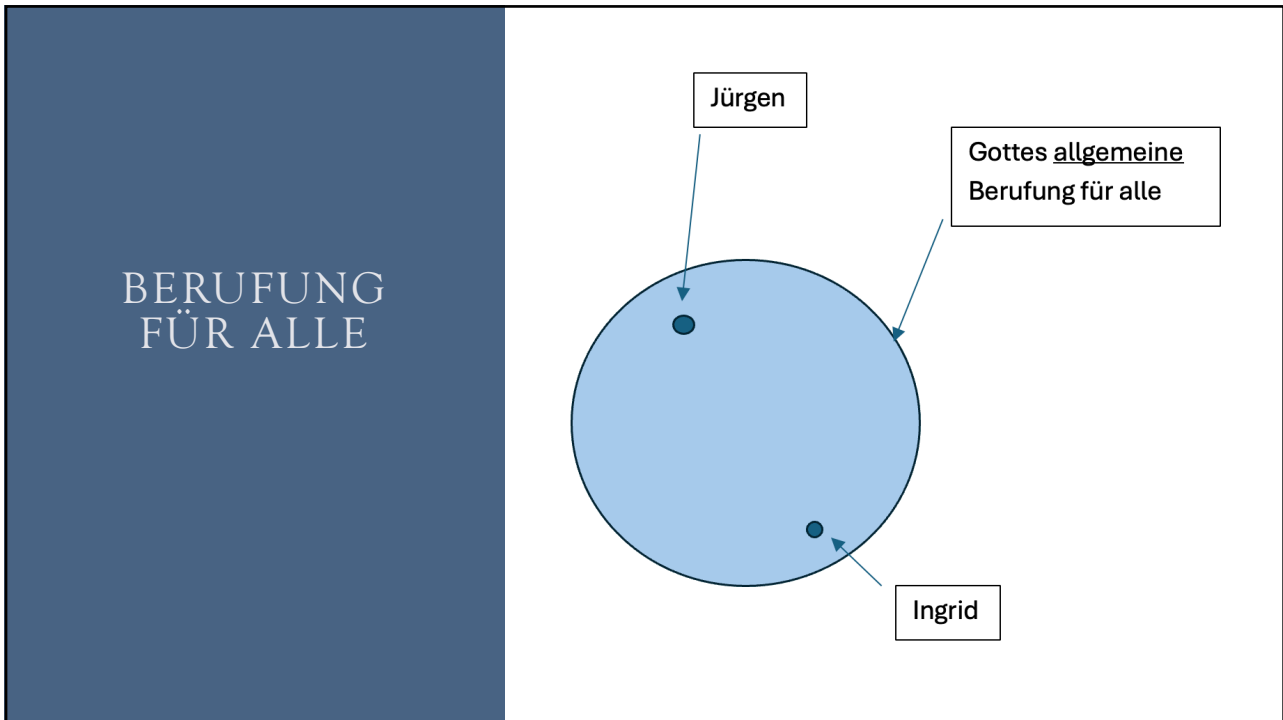 BERUFUNG
FÜR ALLE
Jürgen
Gottes allgemeine
Berufung für alle
Ingrid